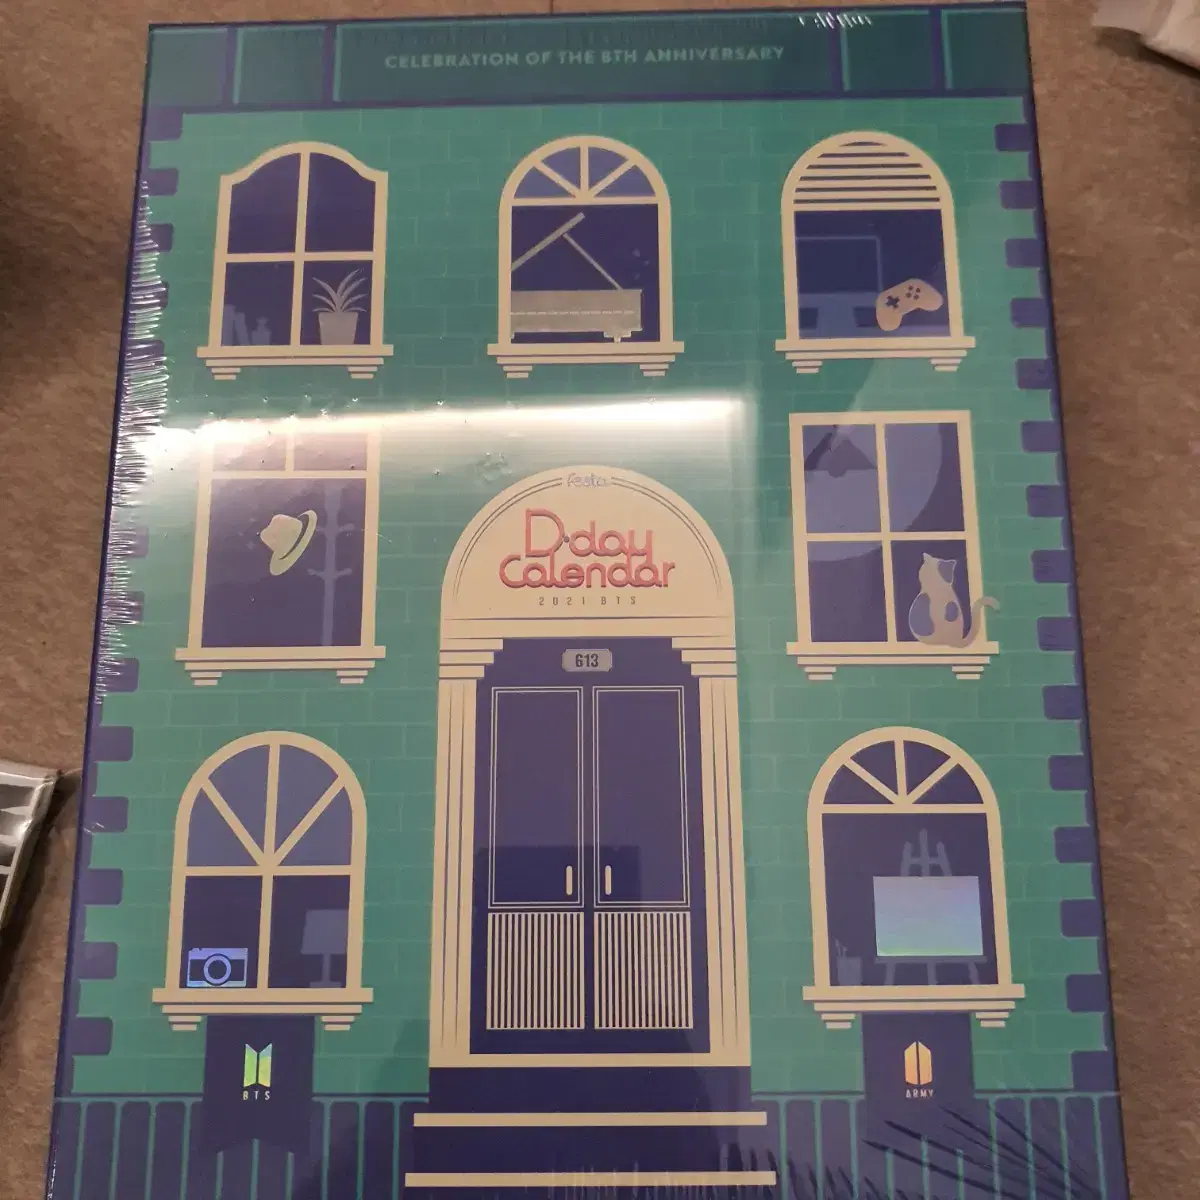 CELEBRATION OF THE 8TH ANNIVERSARY
festa
D-day
Calendar
2021 BTS
613
BTS
ARMY